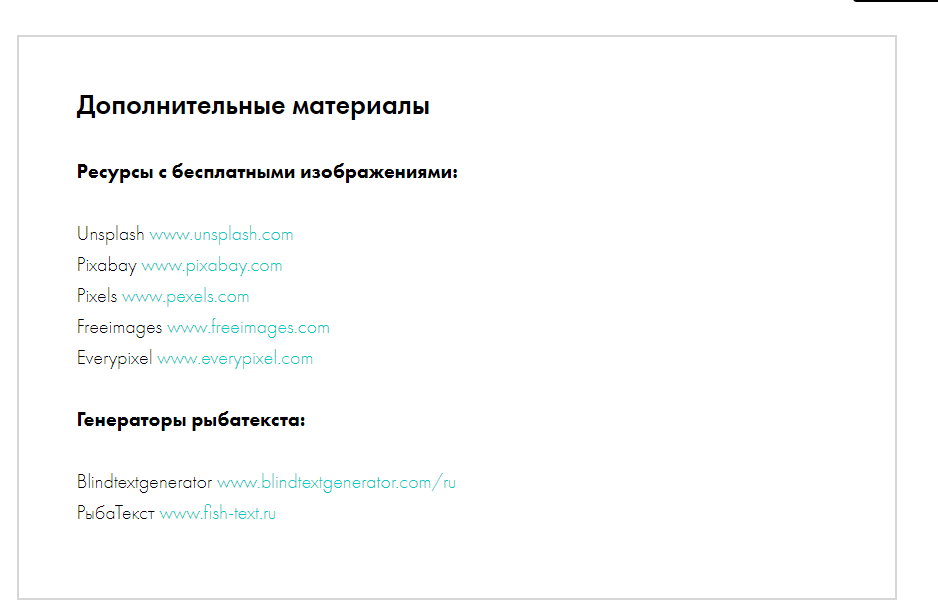 Дополнительные материалы
Ресурсы с бесплатными изображениями:
Unsplash www.unsplash.com
Pixabay www.pixabay.com
Pixels www.pexels.com
Freeimages www.freeimages.com
Everypixel www.everypixel.com
Генераторы рыбатекста:
Blindtextgenerator www.blindtextgenerator.com/ru
РыбаТекст www.fish-text.ru